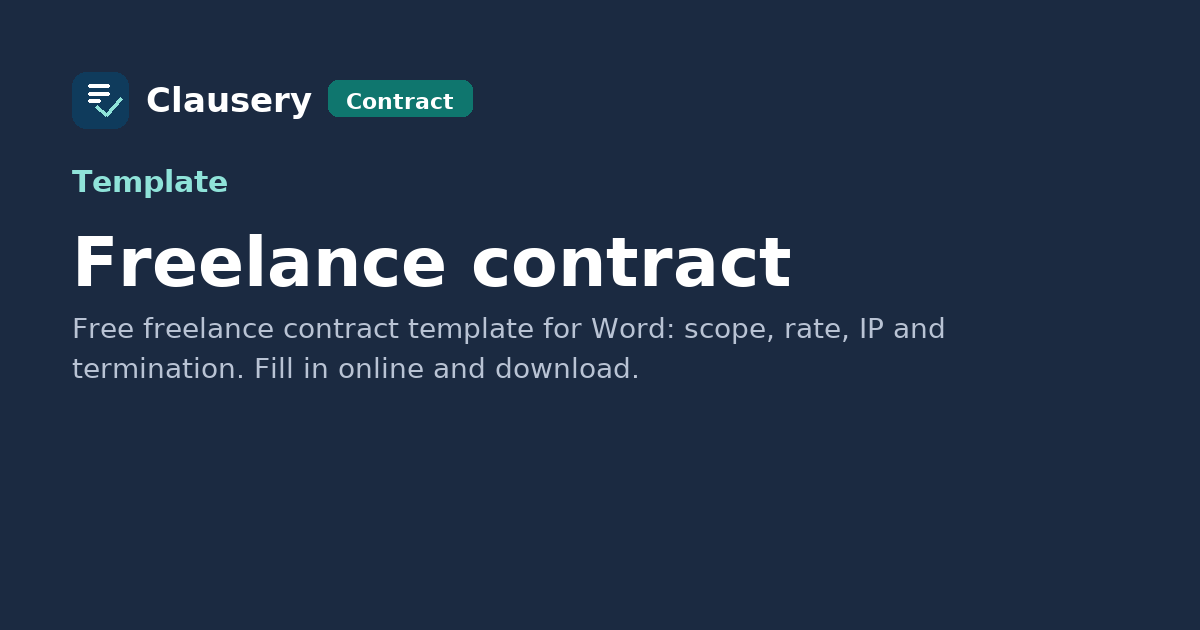 Clausery Contract
Template
Freelance contract
Free freelance contract template for Word: scope, rate, IP and
termination. Fill in online and download.